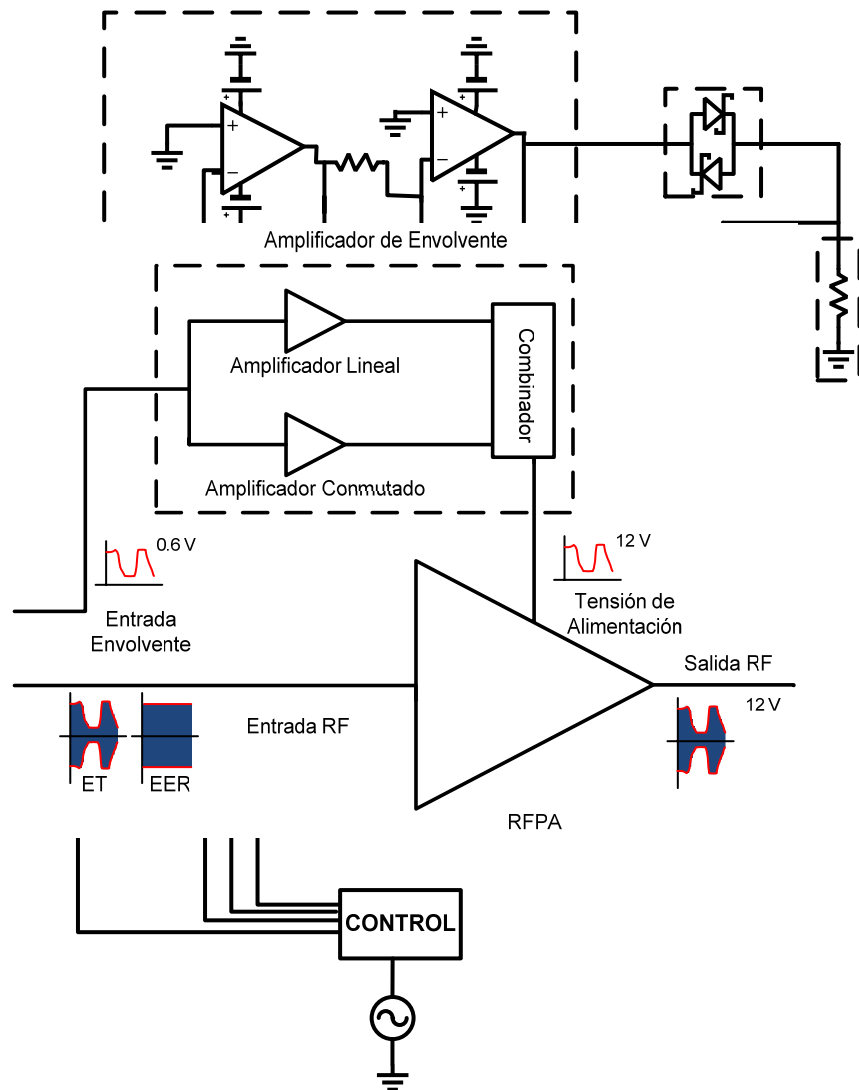 Amplificador de Envolvente
Amplificador Lineal
Combinador
Amplificador Conmutado
0.6 V
12 V
Entrada
Envolvente
Tensión de
Alimentación
Salida RF
Entrada RF
12 V
ET
EER
RFPA
CONTROL